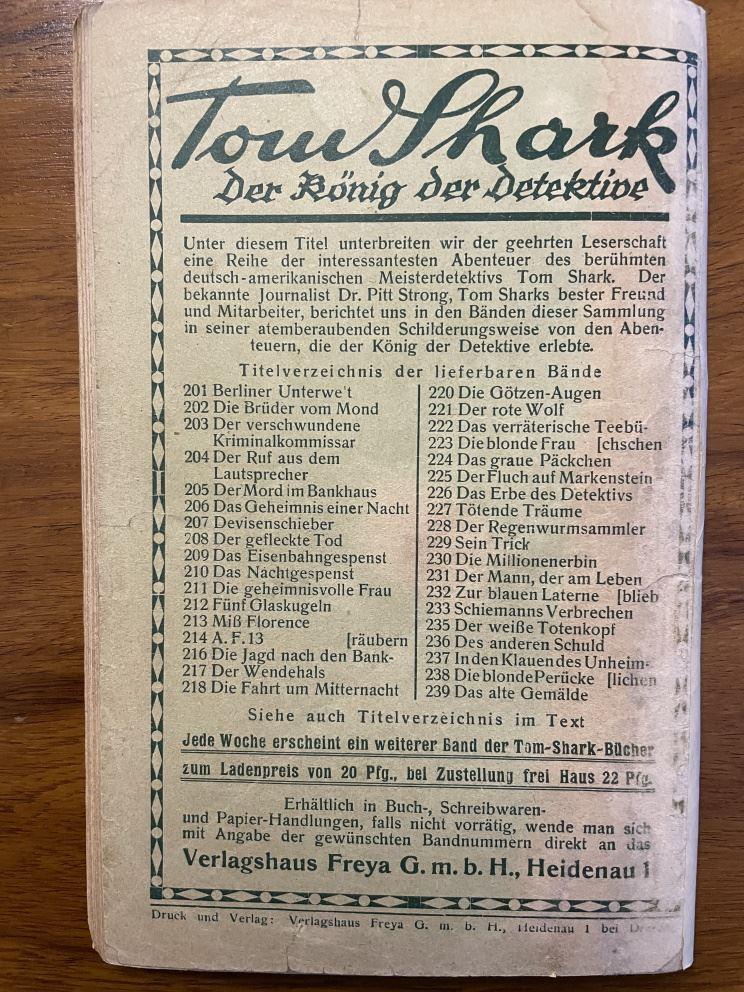 Tom Shark
Der König der Detektive
Unter diesem Titel unterbreiten wir der geehrten Leserschaft
eine Reihe der interessantesten Abenteuer des berühmten
deutsch-amerikanischen Meisterdetektivs Tom Shark. Der
bekannte Journalist Dr. Pitt Strong, Tom Sharks bester Freund
und Mitarbeiter, berichtet uns in den Bänden dieser Sammlung
in seiner atemberaubenden Schilderungsweise von den Aben-
teuern, die der König der Detektive erlebte.
Titelverzeichnis der lieferbaren Bände
201 Berliner Unterwe't
202 Die Brüder vom Mond
203 Der verschwundene
Kriminalkommissar
204 Der Ruf aus dem
Lautsprecher
205 Der Mord im Bankhaus
206 Das Geheimnis einer Nacht
207 Devisenschieber
208 Der gefleckte Tod
209 Das Eisenbahngespenst
210 Das Nachtgespenst
211 Die geheimnisvolle Frau
212 Fünf Glaskugeln
213 Miß Florence
214 A. F. 13 [räubern
216 Die Jagd nach den Bank-
217 Der Wendehals
218 Die Fahrt um Mitternacht
220 Die Götzen-Augen
221 Der rote Wolf
222 Das verräterische Teebü-
223 Die blonde Frau [chschen
224 Das graue Päckchen
225 Der Fluch auf Markenstein
226 Das Erbe des Detektivs
227 Tötende Träume
228 Der Regenwurmsammler
229 Sein Trick
230 Die Millionenerbin
231 Der Mann, der am Leben
232 Zur blauen Laterne [blieb
233 Schiemanns Verbrechen
235 Der weiße Totenkopf
236 Des anderen Schuld
237 In den Klauen des Unheim-
238 Die blonde Perücke [lichen
239 Das alte Gemälde
Siehe auch Titelverzeichnis im Text
Jede Woche erscheint ein weiterer Band der Tom-Shark-Bücher
zum Ladenpreis von 20 Pfg., bei Zustellung frei Haus 22 Pfg.
Erhältlich in Buch-, Schreibwaren-
und Papier-Handlungen, falls nicht vorrätig, wende man sich
mit Angabe der gewünschten Bandnummern direkt an das
Verlagshaus Freya G. m. b. H., Heidenau 1
Druck und Verlag: Verlagshaus Freya G. m. b. H., Heidenau 1 bei